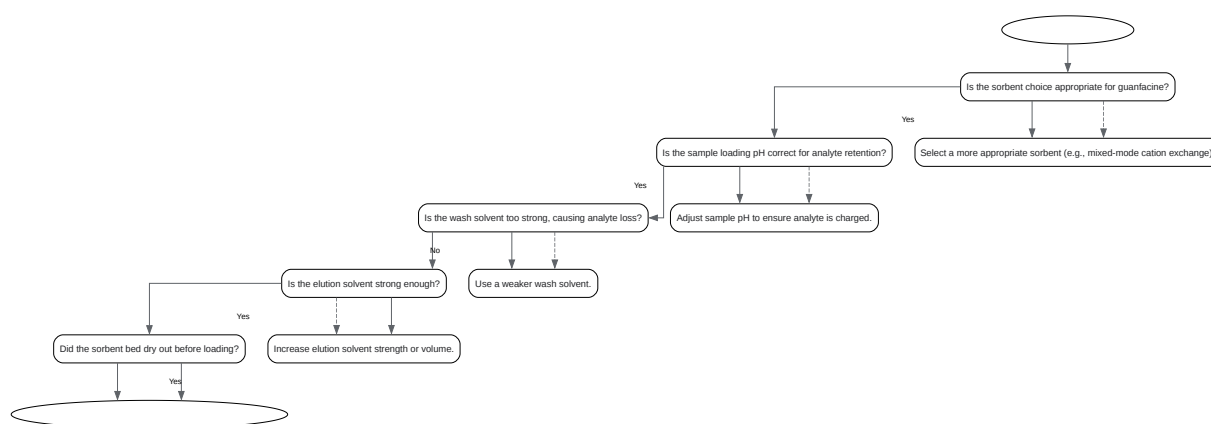 Is the sorbent choice appropriate for guanfacine?
Yes
Select a more appropriate sorbent (e.g., mixed-mode cation exchange)
Is the sample loading pH correct for analyte retention?
Yes
Adjust sample pH to ensure analyte is charged.
Is the wash solvent too strong, causing analyte loss?
No
Use a weaker wash solvent.
Is the elution solvent strong enough?
Yes
Increase elution solvent strength or volume.
Did the sorbent bed dry out before loading?
Yes